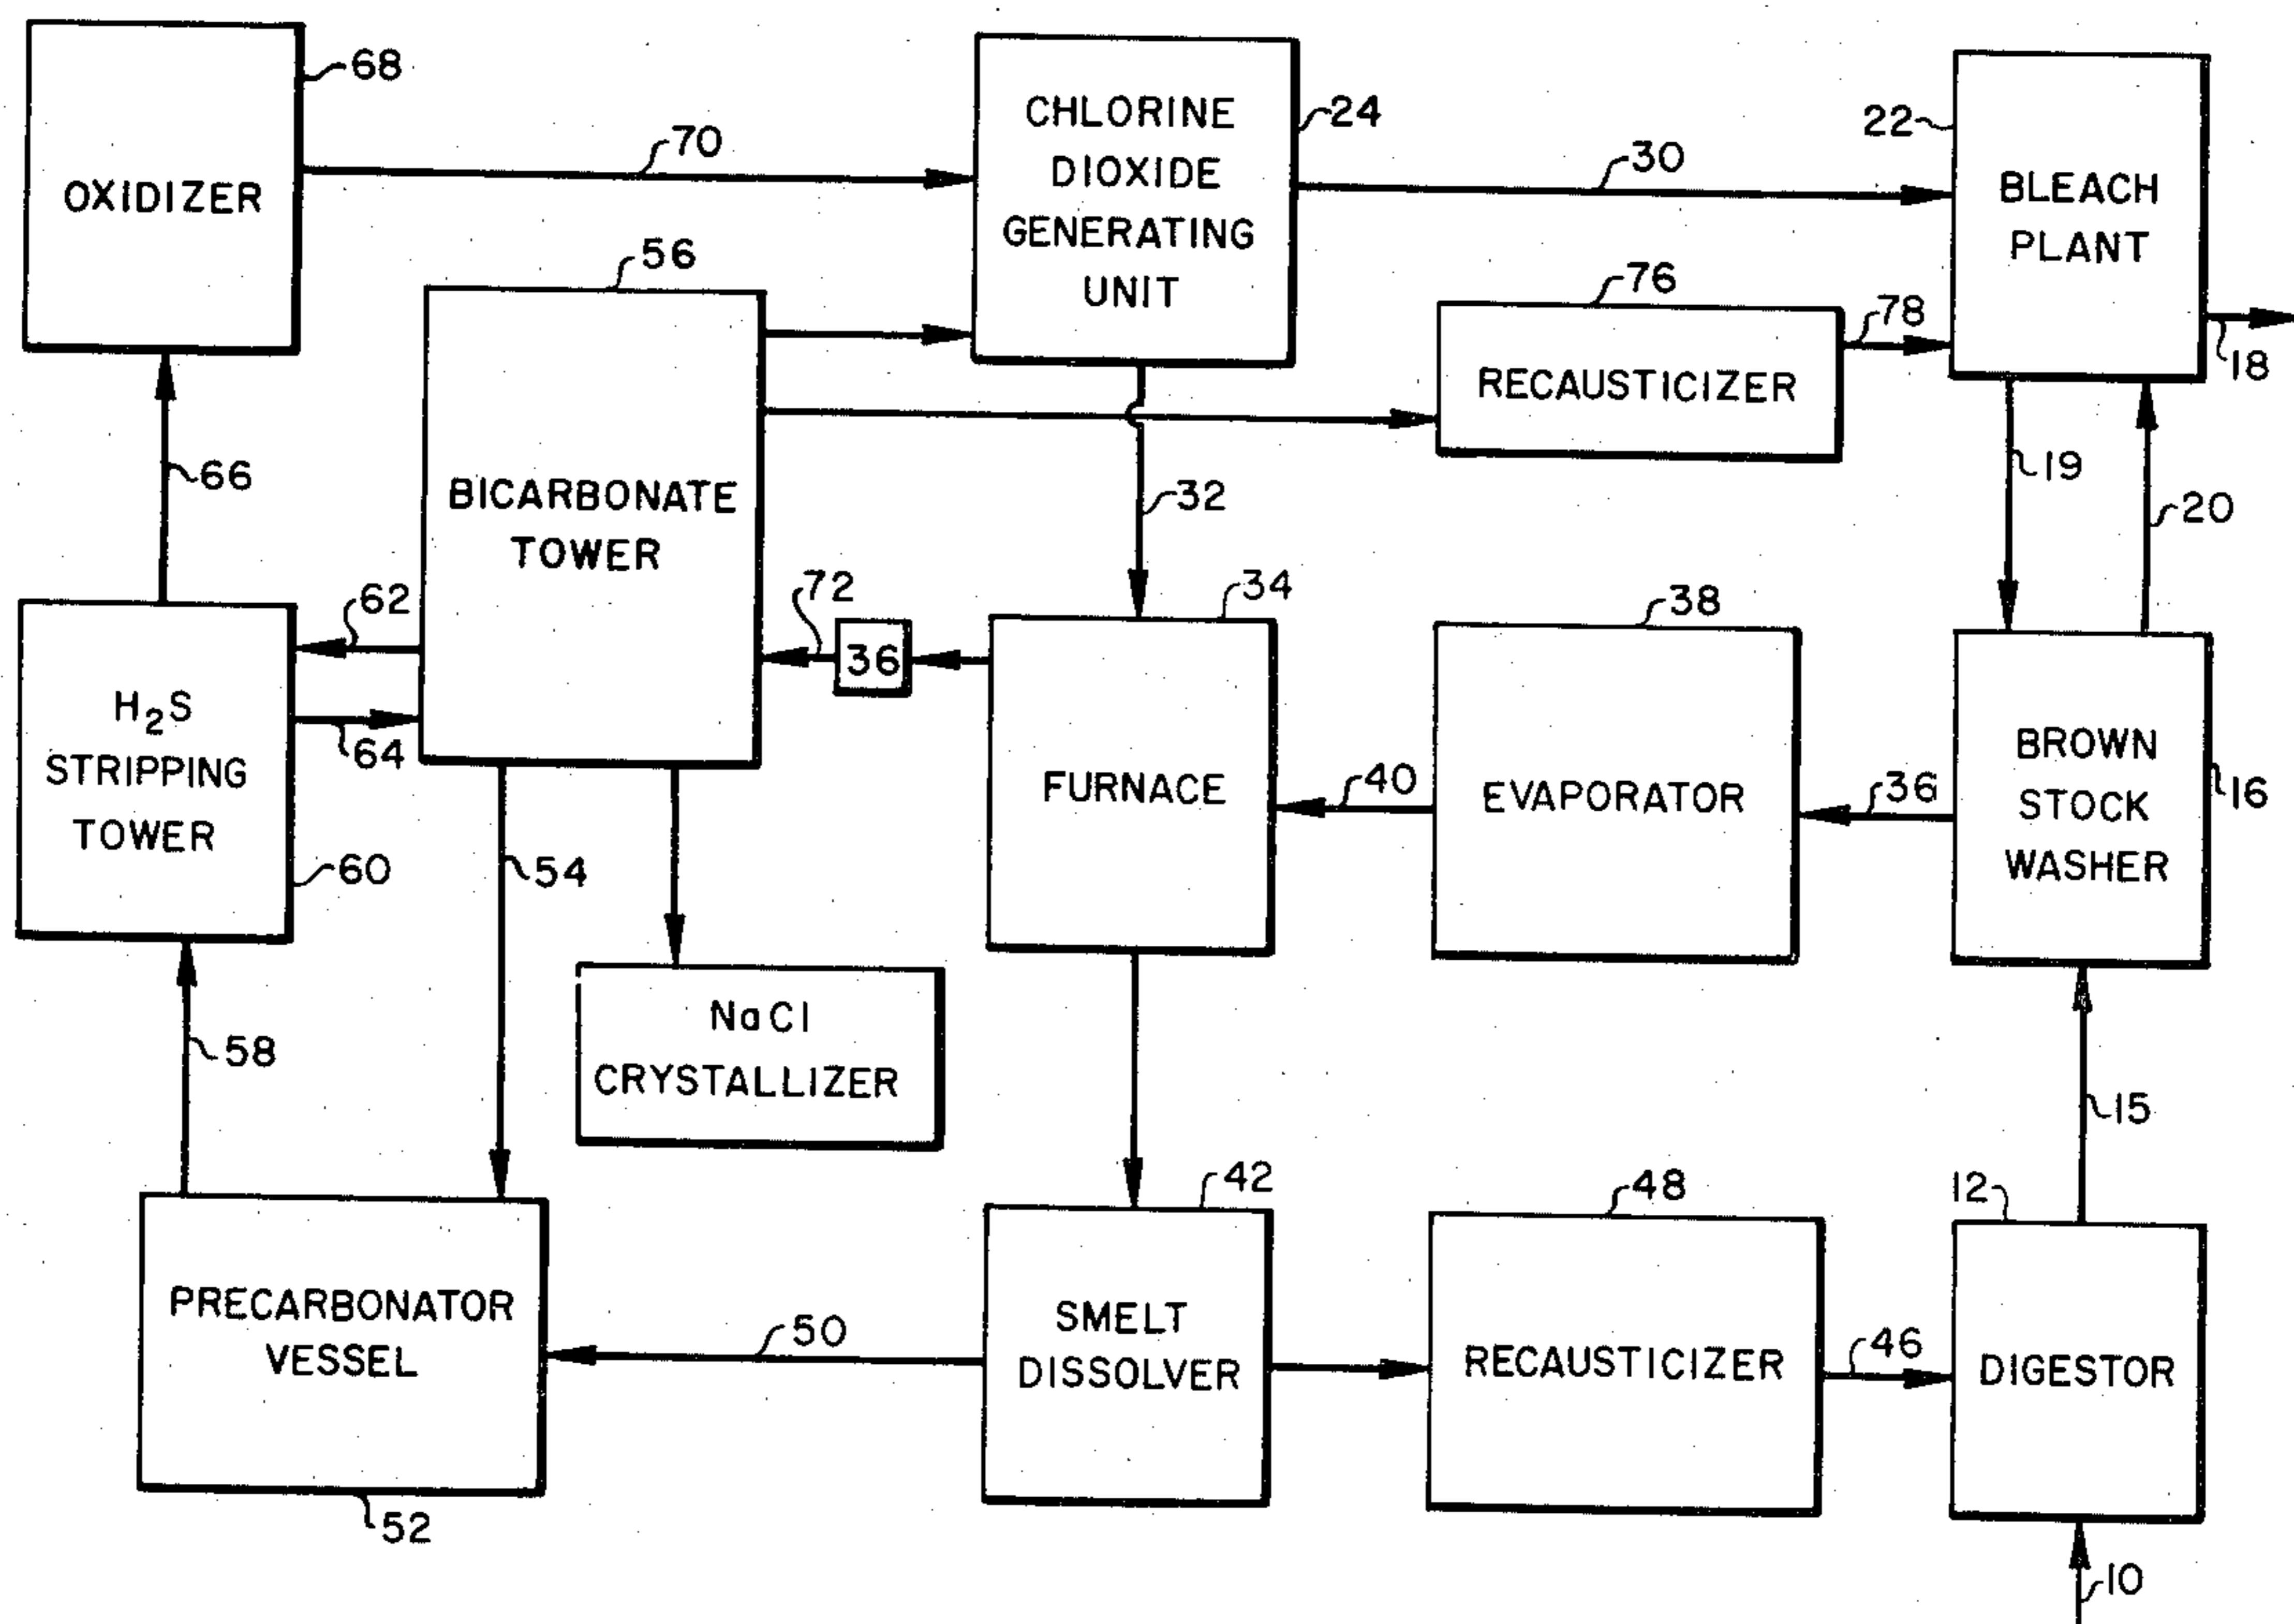 68
OXIDIZER
70
CHLORINE
DIOXIDE
GENERATING
UNIT
24
30
22
BLEACH
PLANT
18
56
BICARBONATE
TOWER
76
RECAUSTICIZER
78
19
20
66
62
64
H2S
STRIPPING
TOWER
60
72
36
32
34
FURNACE
40
38
EVAPORATOR
36
BROWN
STOCK
WASHER
16
54
58
NaCl
CRYSTALLIZER
15
PRECARBONATOR
VESSEL
52
50
42
SMELT
DISSOLVER
48
RECAUSTICIZER
46
12
DIGESTOR
10